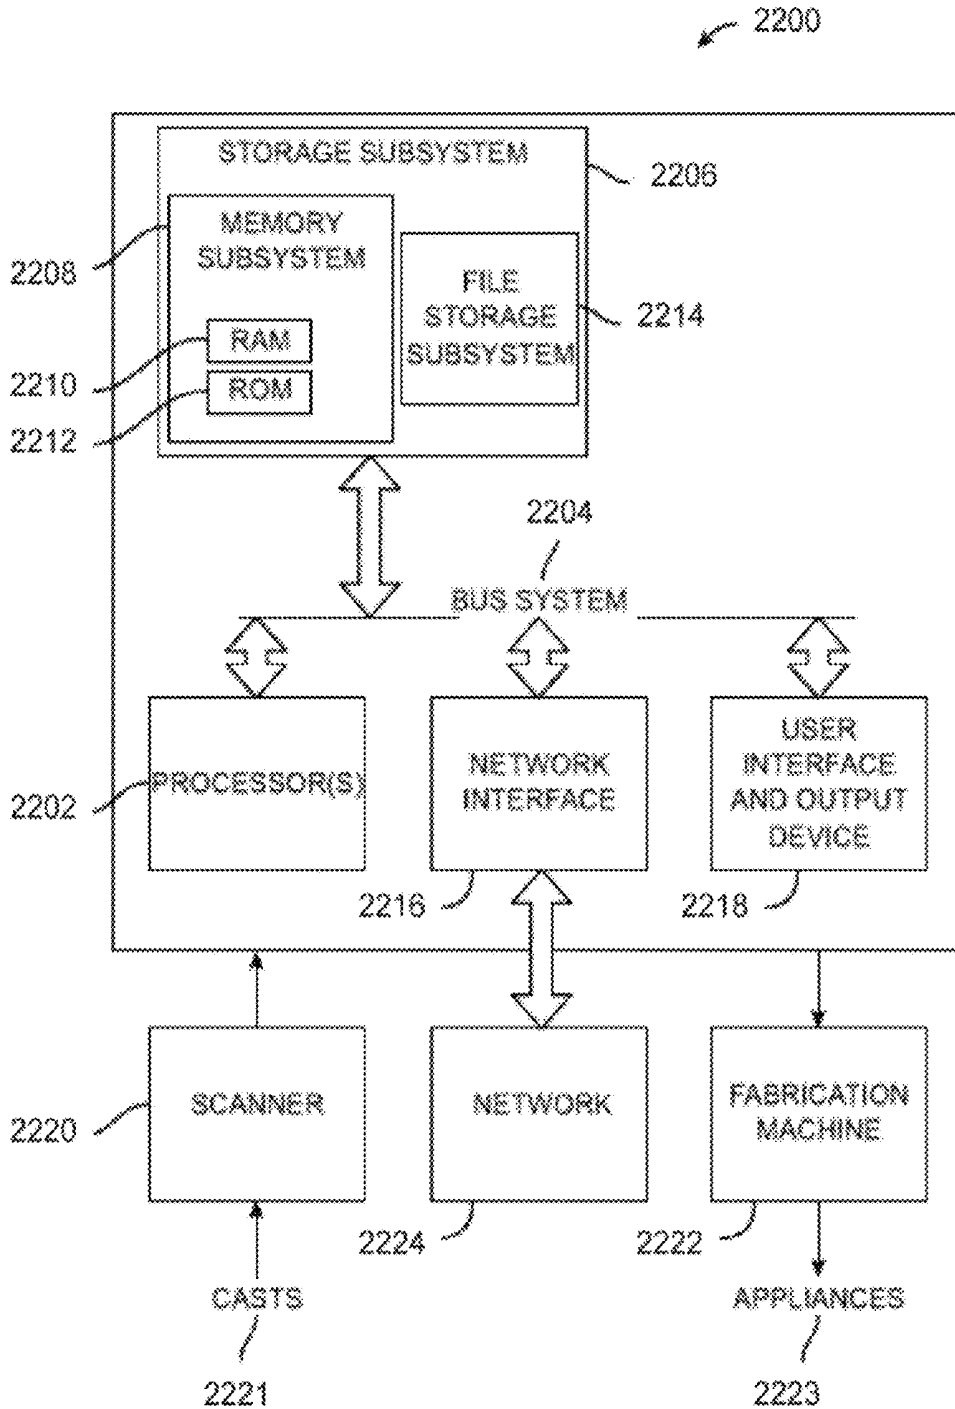 2200
STORAGE SUBSYSTEM
2206
MEMORY
SUBSYSTEM
2208
FILE
STORAGE
SUBSYSTEM
2214
RAM
2210
ROM
2212
2204
BUS SYSTEM
PROCESSOR(S)
2202
NETWORK
INTERFACE
2216
USER
INTERFACE
AND OUTPUT
DEVICE
2218
SCANNER
2220
NETWORK
2224
FABRICATION
MACHINE
2222
CASTS
2221
APPLIANCES
2223